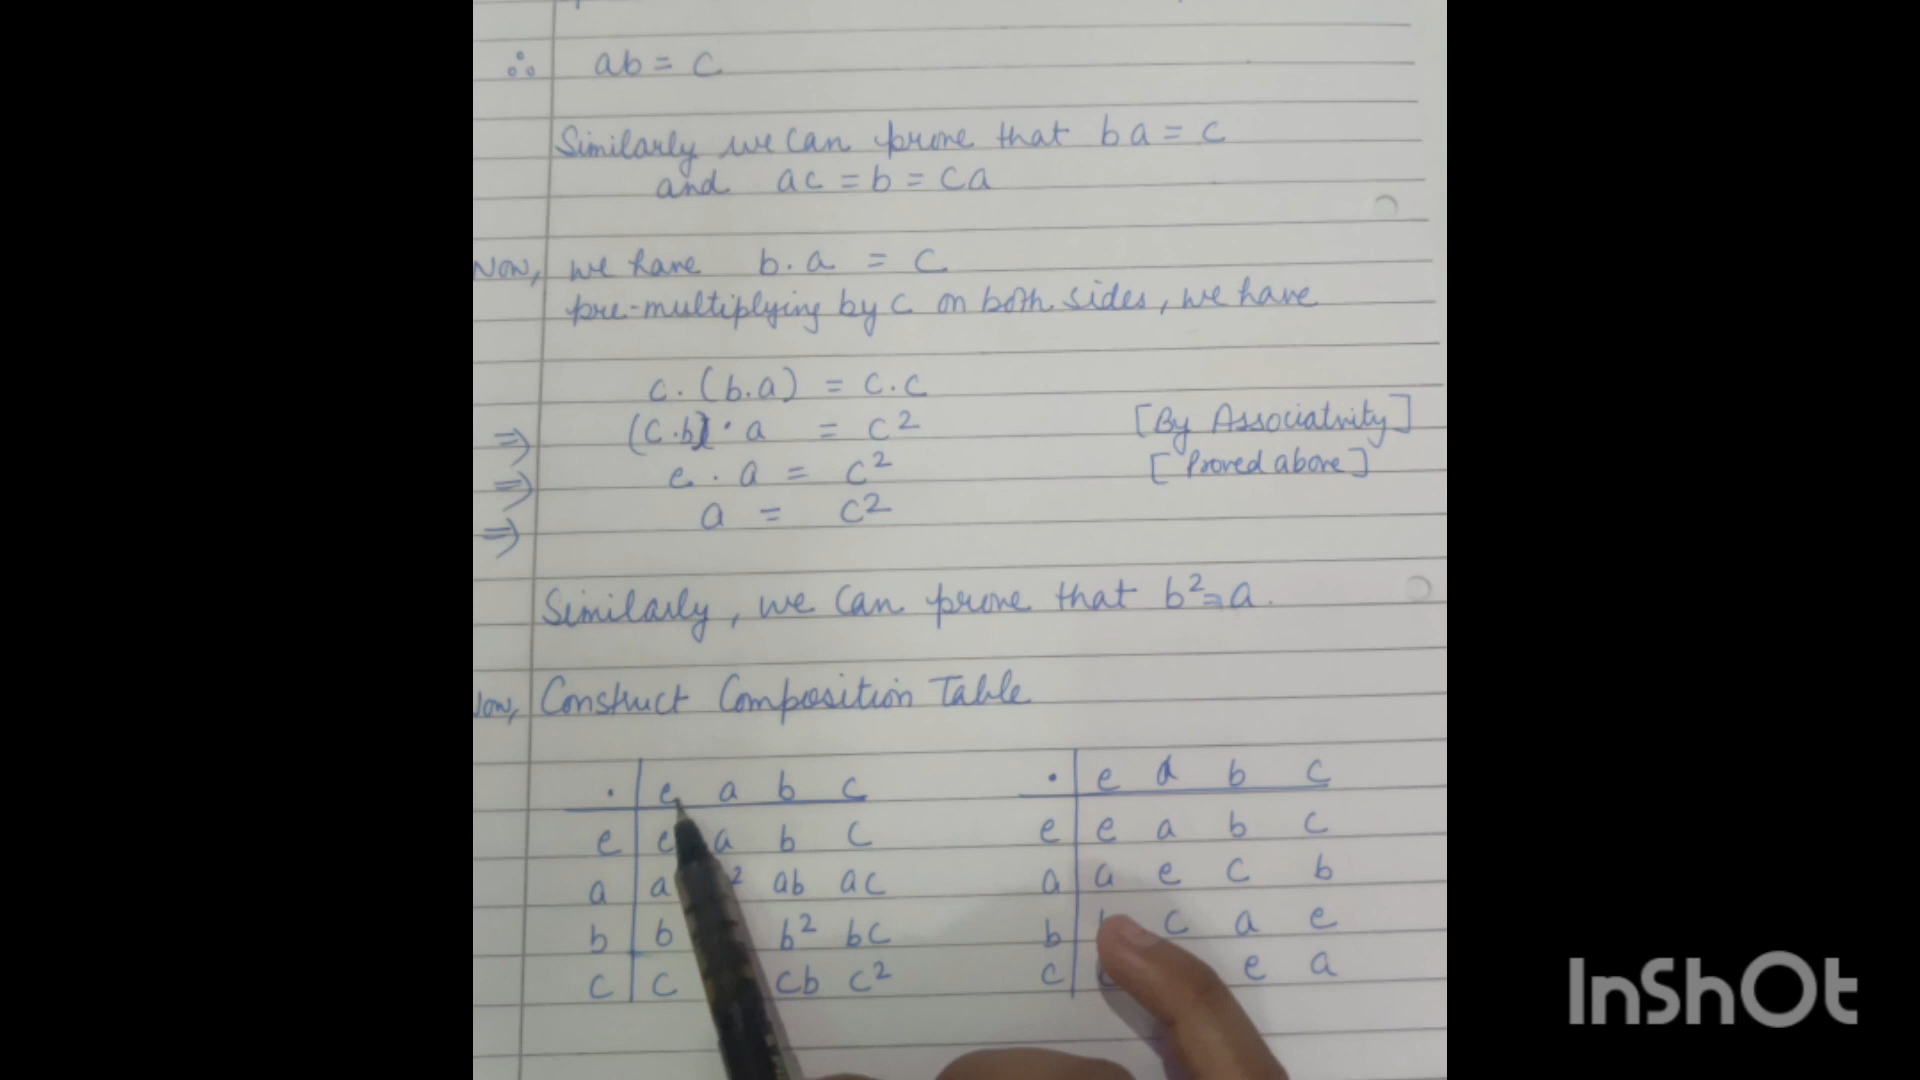 ∴ ab = c
Similarly we can prove that ba = c
and ac = b = ca
Now, we have b.a = c
pre-multiplying by c on both sides, we have
c.(b.a) = c.c
⇒ (c.b).a = c² [By Associativity]
⇒ e.a = c² [Proved above]
⇒ a = c²
Similarly, we can prove that b²=a.
Now, Construct Composition Table
. e a b c
e e a b c
a a ² ab ac
b b b² bc
c c cb c²
. e a b c
e e a b c
a a e c b
b c a e
c e a
InShOt